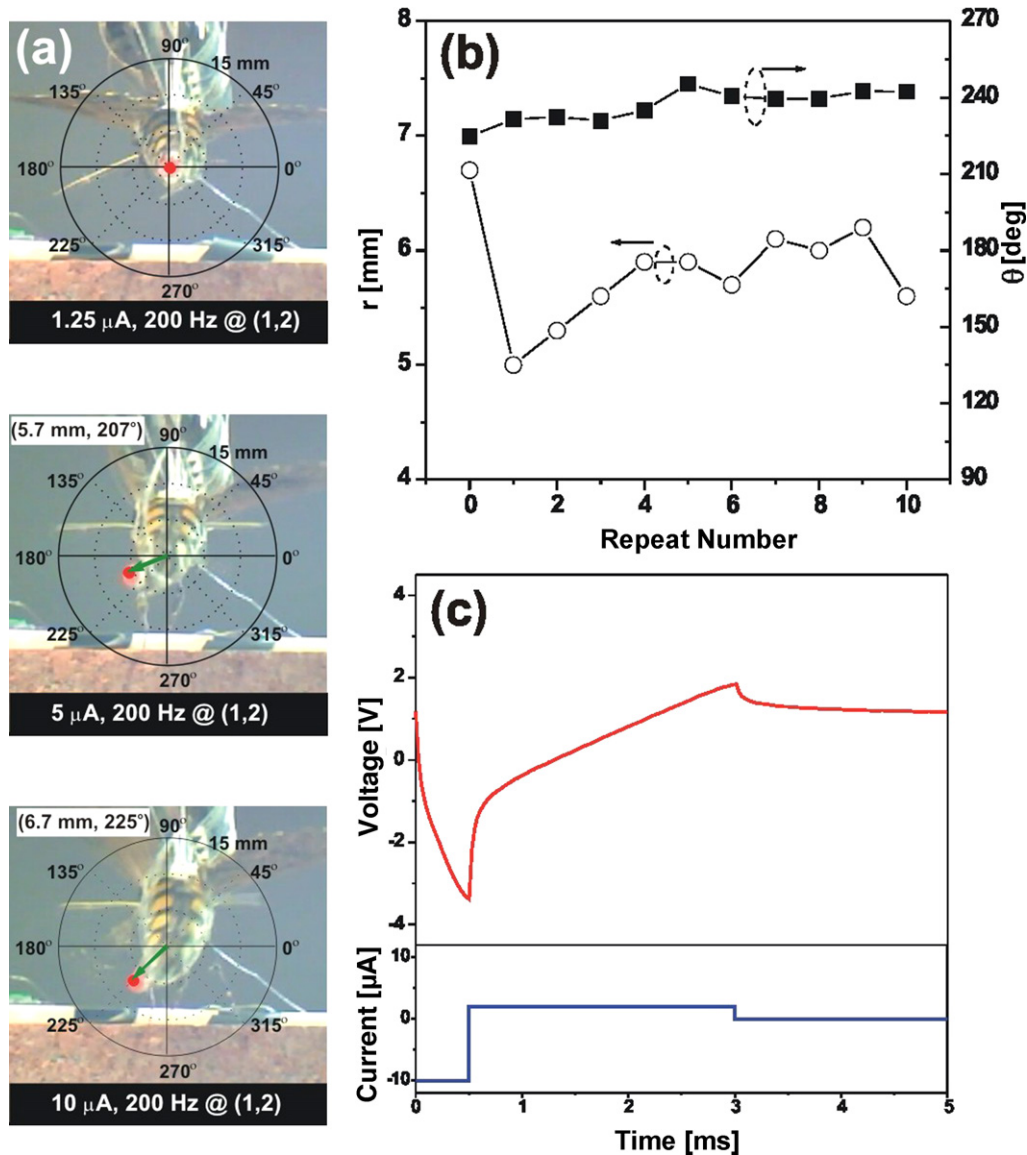 (a)
90°
15 mm
135°
45°
180°
0°
225°
315°
270°
1.25 μA, 200 Hz @ (1,2)
(5.7 mm, 207°)
90°
15 mm
135°
45°
180°
0°
225°
315°
270°
5 μA, 200 Hz @ (1,2)
(6.7 mm, 225°)
90°
15 mm
135°
45°
180°
0°
225°
315°
270°
10 μA, 200 Hz @ (1,2)
(b)
8
7
6
5
4
r [mm]
270
240
210
180
150
120
90
θ [deg]
0 2 4 6 8 10
Repeat Number
(c)
4
2
0
-2
-4
Voltage [V]
10
0
-10
Current [μA]
0 1 2 3 4 5
Time [ms]